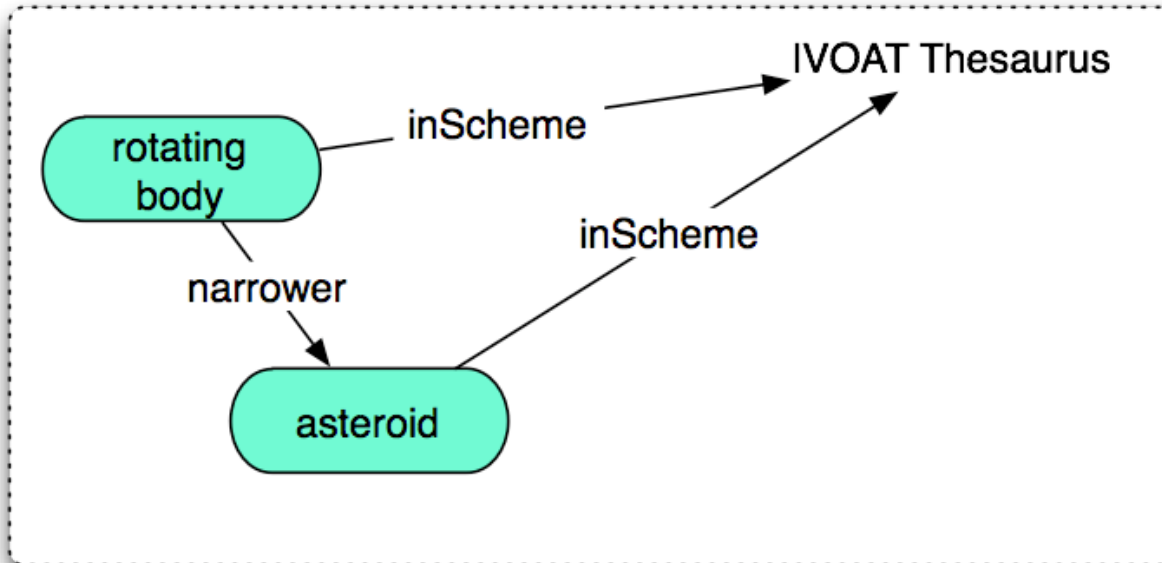 IVOAT Thesaurus
inScheme
rotating
body
inScheme
narrower
asteroid